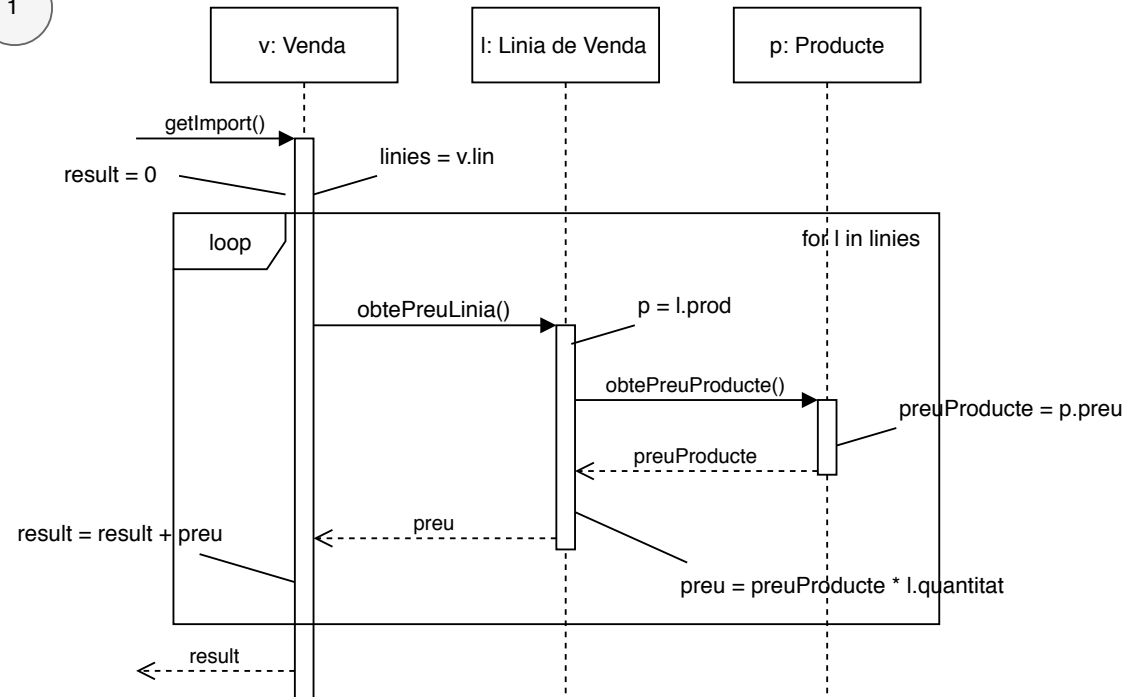 1
v: Venda
l: Linia de Venda
p: Producte
getImport()
linies = v.lin
result = 0
loop
for l in linies
obtePreuLinia()
p = l.prod
obtePreuProducte()
preuProducte = p.preu
preuProducte
preu
result = result + preu
preu = preuProducte * l.quantitat
result